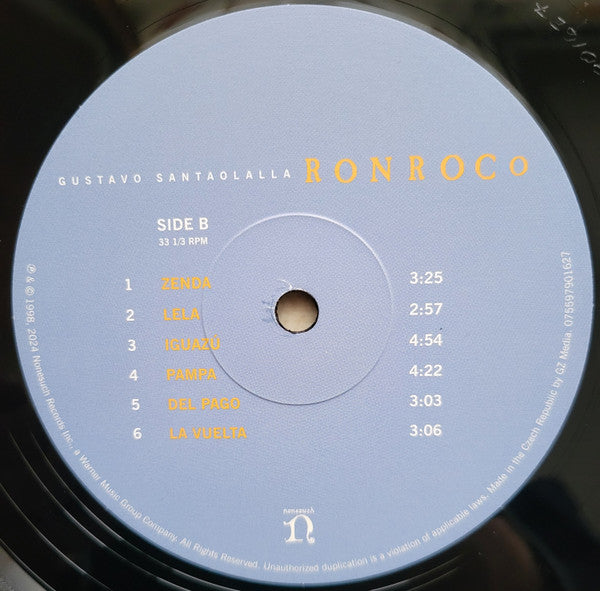 GUSTAVO SANTAOLALLA RONROCO
SIDE B
33 1/3 RPM
1 ZENDA 3:25
2 LELA 2:57
3 IGUAZÚ 4:54
4 PAMPA 4:22
5 DEL PAGO 3:03
6 LA VUELTA 3:06
℗ & © 1998, 2024 Nonesuch Records Inc., a Warner Music Group Company. All Rights Reserved. Unauthorized duplication is a violation of applicable laws. Made in the Czech Republic by GZ Media. 075597901627
NONESUCH